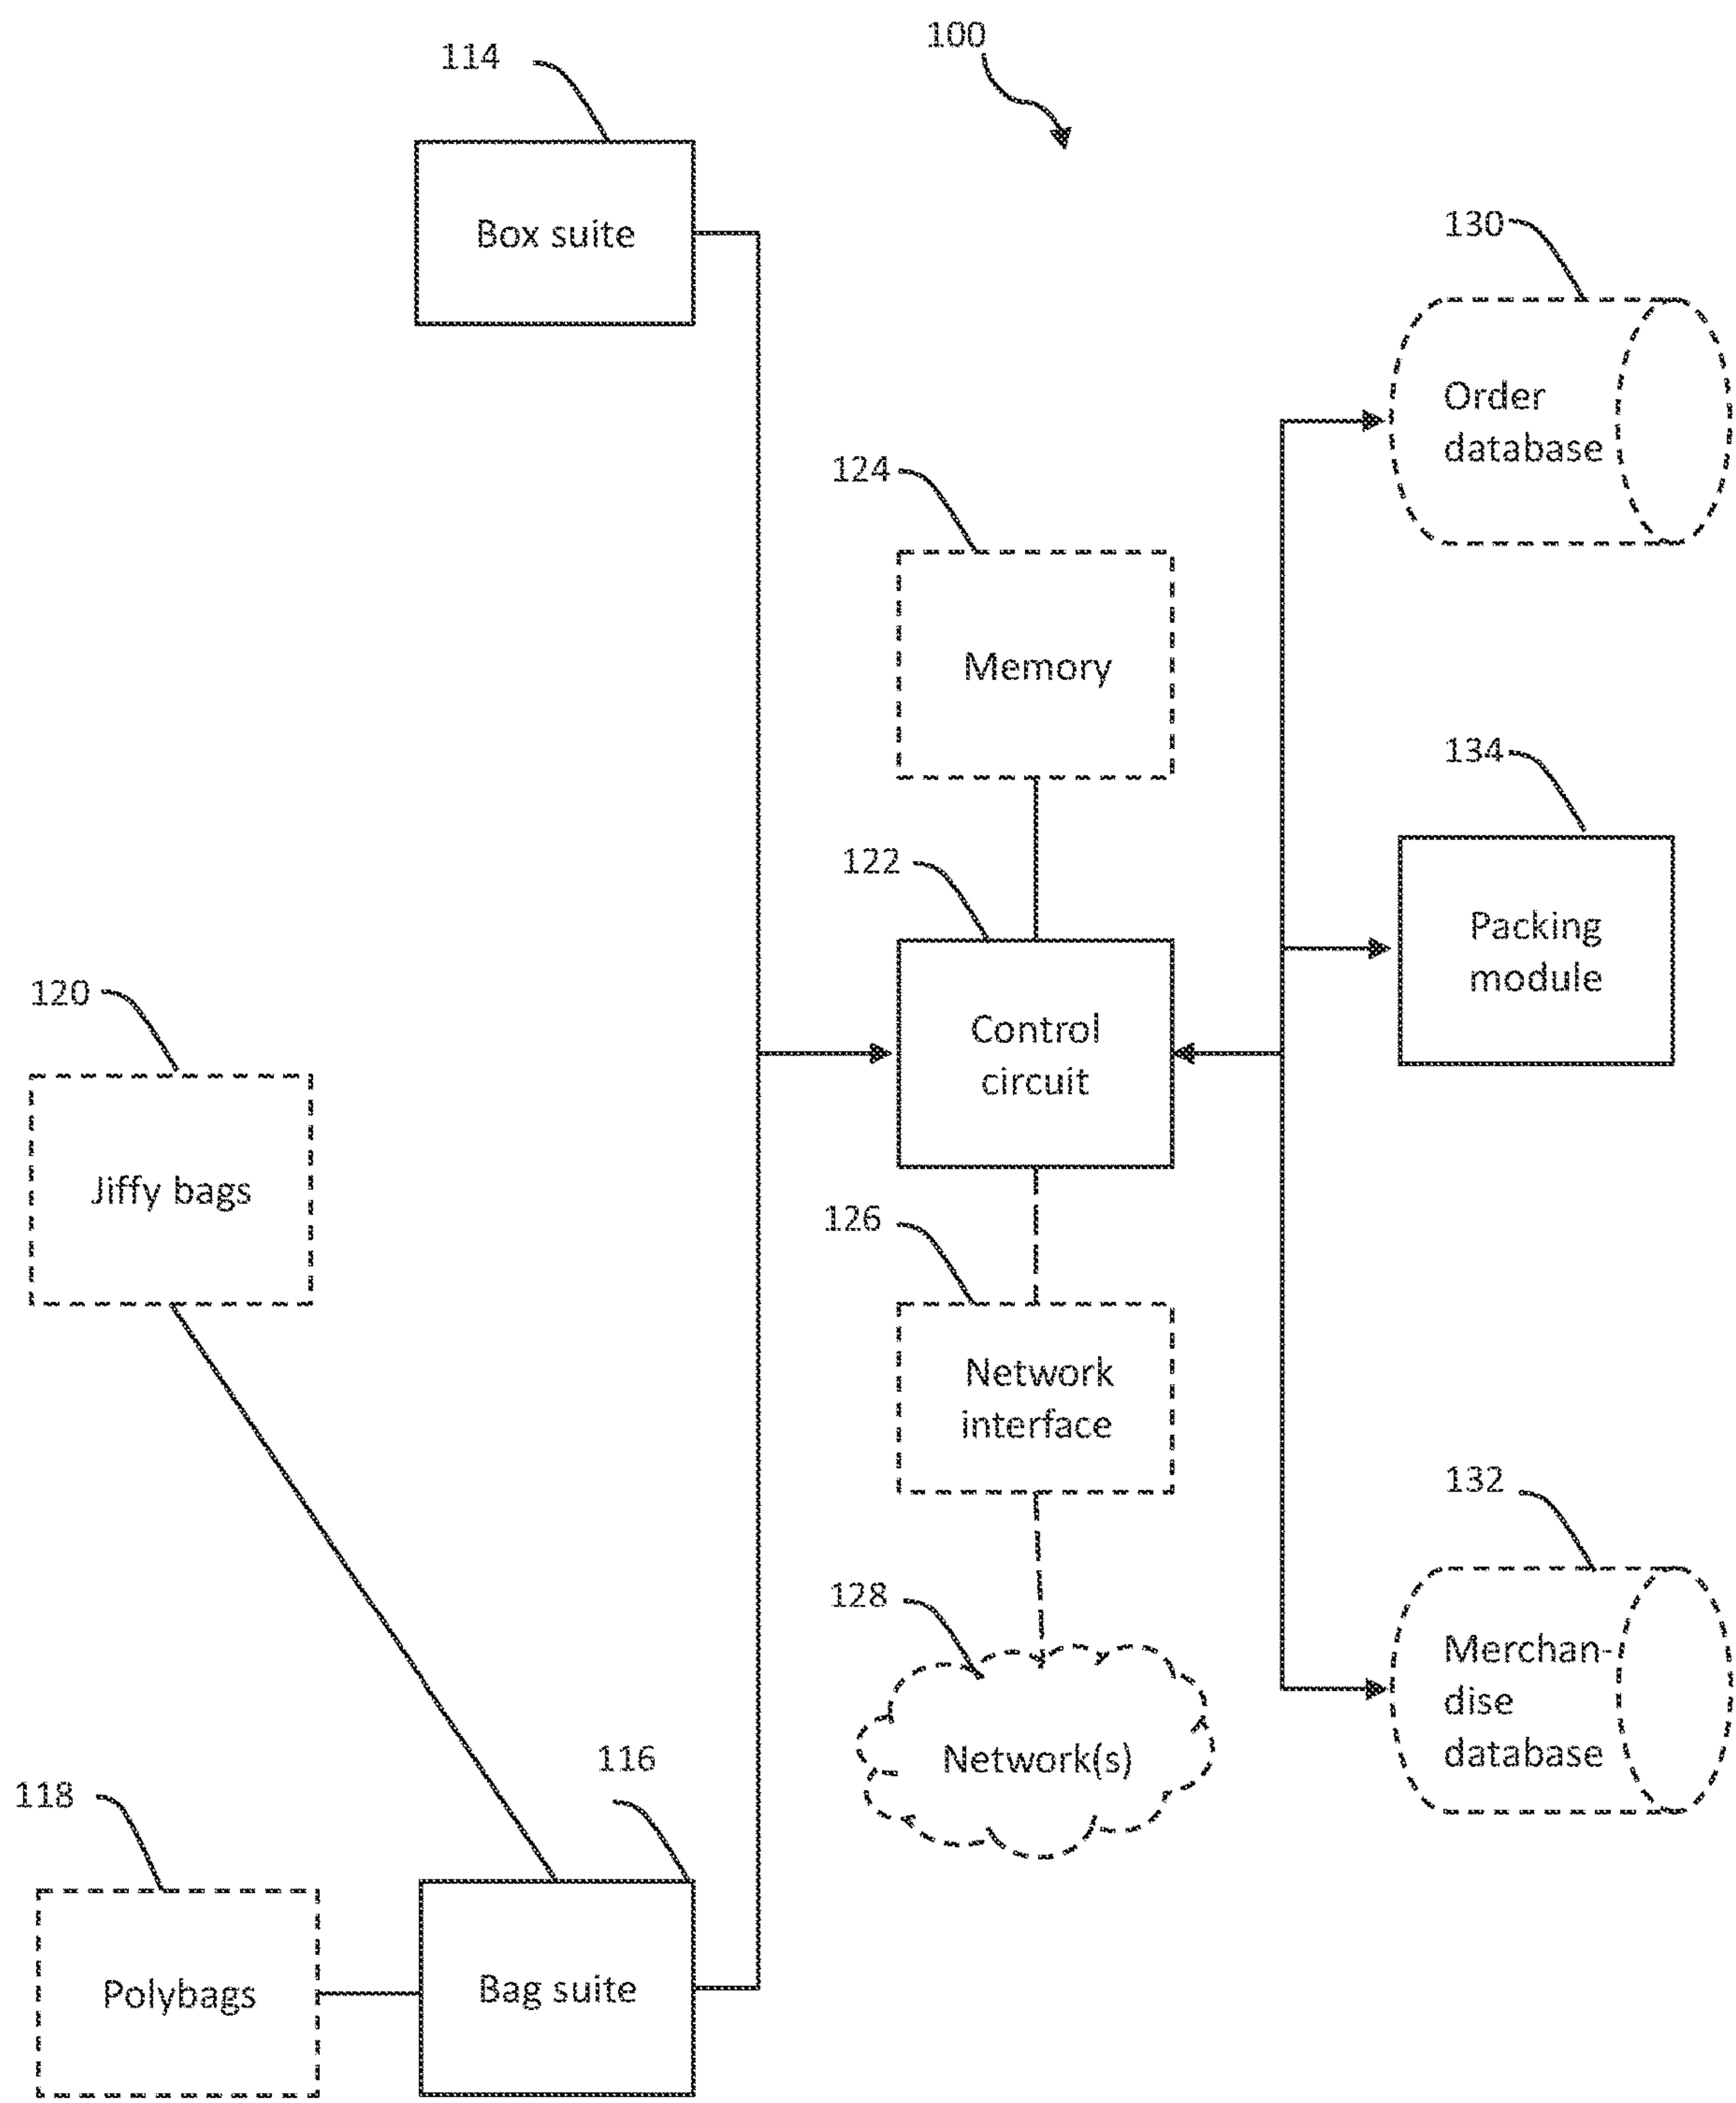 100
114
Box suite
130
Order
database
124
Memory
134
Packing
module
122
Control
circuit
120
Jiffy bags
126
Network
interface
132
Merchan-
dise
database
128
Network(s)
116
118
Polybags
Bag suite